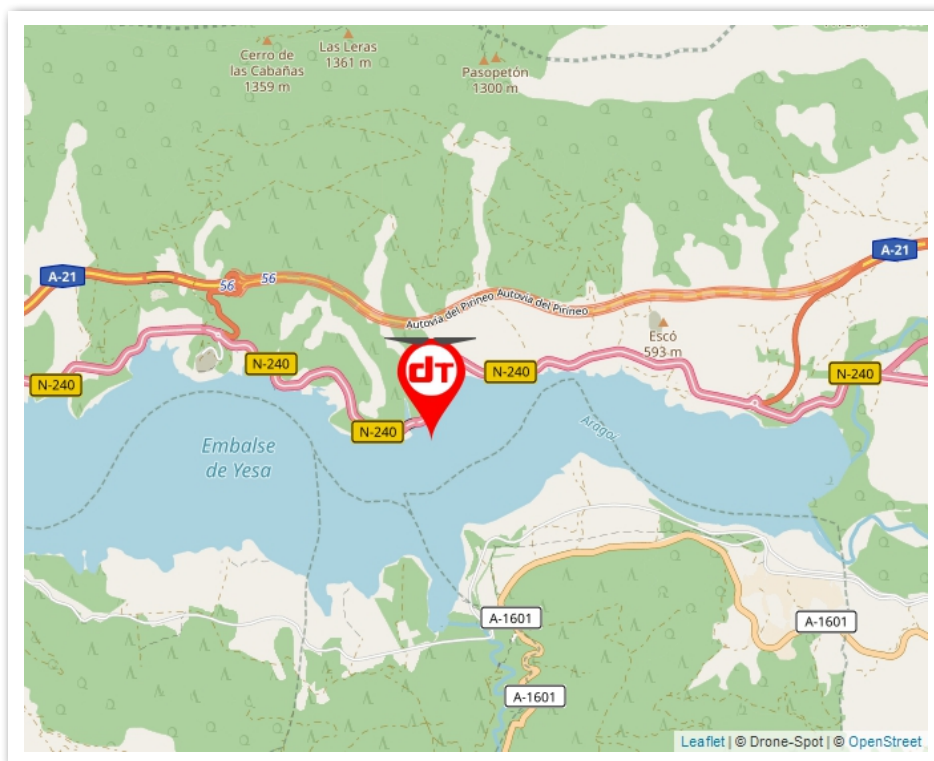 Las Leras
1361 m
Cerro de
las Cabañas
1359 m
Pasopetón
1300 m
A-21
A-21
56
56
Autovía del Pirineo
Autovía del Pirineo
Escó
593 m
N-240
N-240
N-240
N-240
N-240
dT
Embalse
de Yesa
A-1601
A-1601
A-1601
Leaflet | © Drone-Spot | © OpenStreet